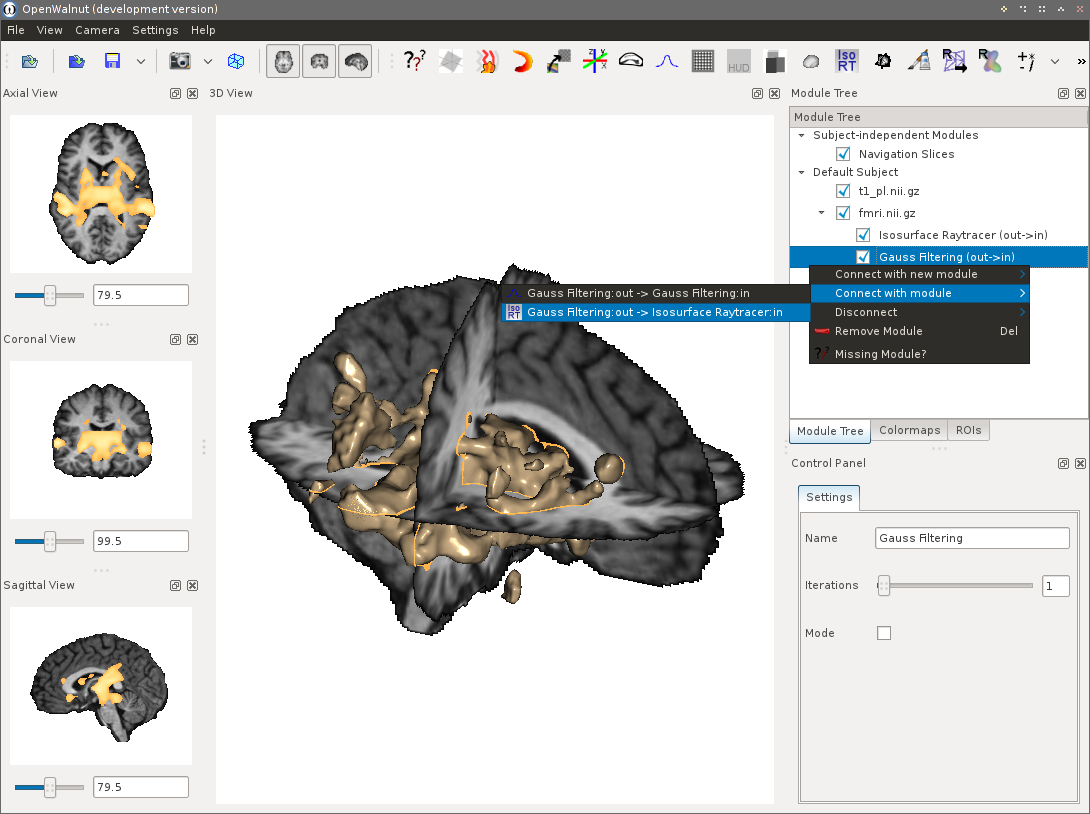 OpenWalnut (development version)
File View Camera Settings Help
HUD
ISO RT
R
R
»
Axial View
79.5
Coronal View
99.5
Sagittal View
79.5
3D View
Module Tree
Module Tree
Subject-independent Modules
Navigation Slices
Default Subject
t1_pl.nii.gz
fmri.nii.gz
Isosurface Raytracer (out->in)
Gauss Filtering (out->in)
Connect with new module
Connect with module
Disconnect
Remove Module Del
Missing Module?
Gauss Filtering:out -> Gauss Filtering:in
Gauss Filtering:out -> Isosurface Raytracer:in
Module Tree Colormaps ROIs
Control Panel
Settings
Name Gauss Filtering
Iterations 1
Mode